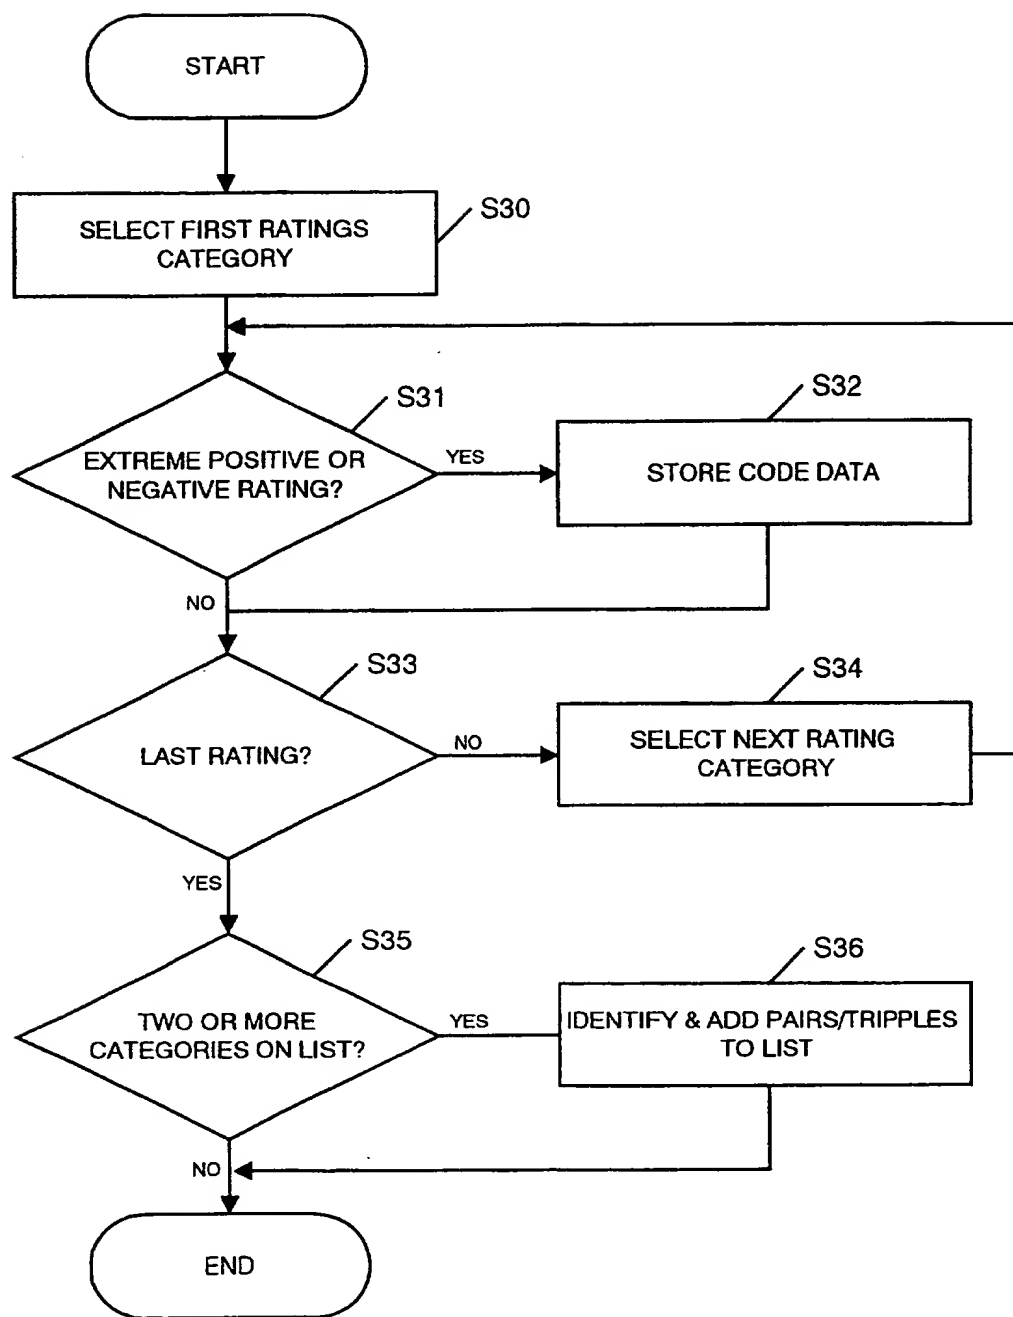 START
SELECT FIRST RATINGS
CATEGORY
S30
S31
EXTREME POSITIVE OR
NEGATIVE RATING?
YES
S32
STORE CODE DATA
NO
S33
LAST RATING?
NO
S34
SELECT NEXT RATING
CATEGORY
YES
S35
TWO OR MORE
CATEGORIES ON LIST?
YES
S36
IDENTIFY & ADD PAIRS/TRIPPLES
TO LIST
NO
END